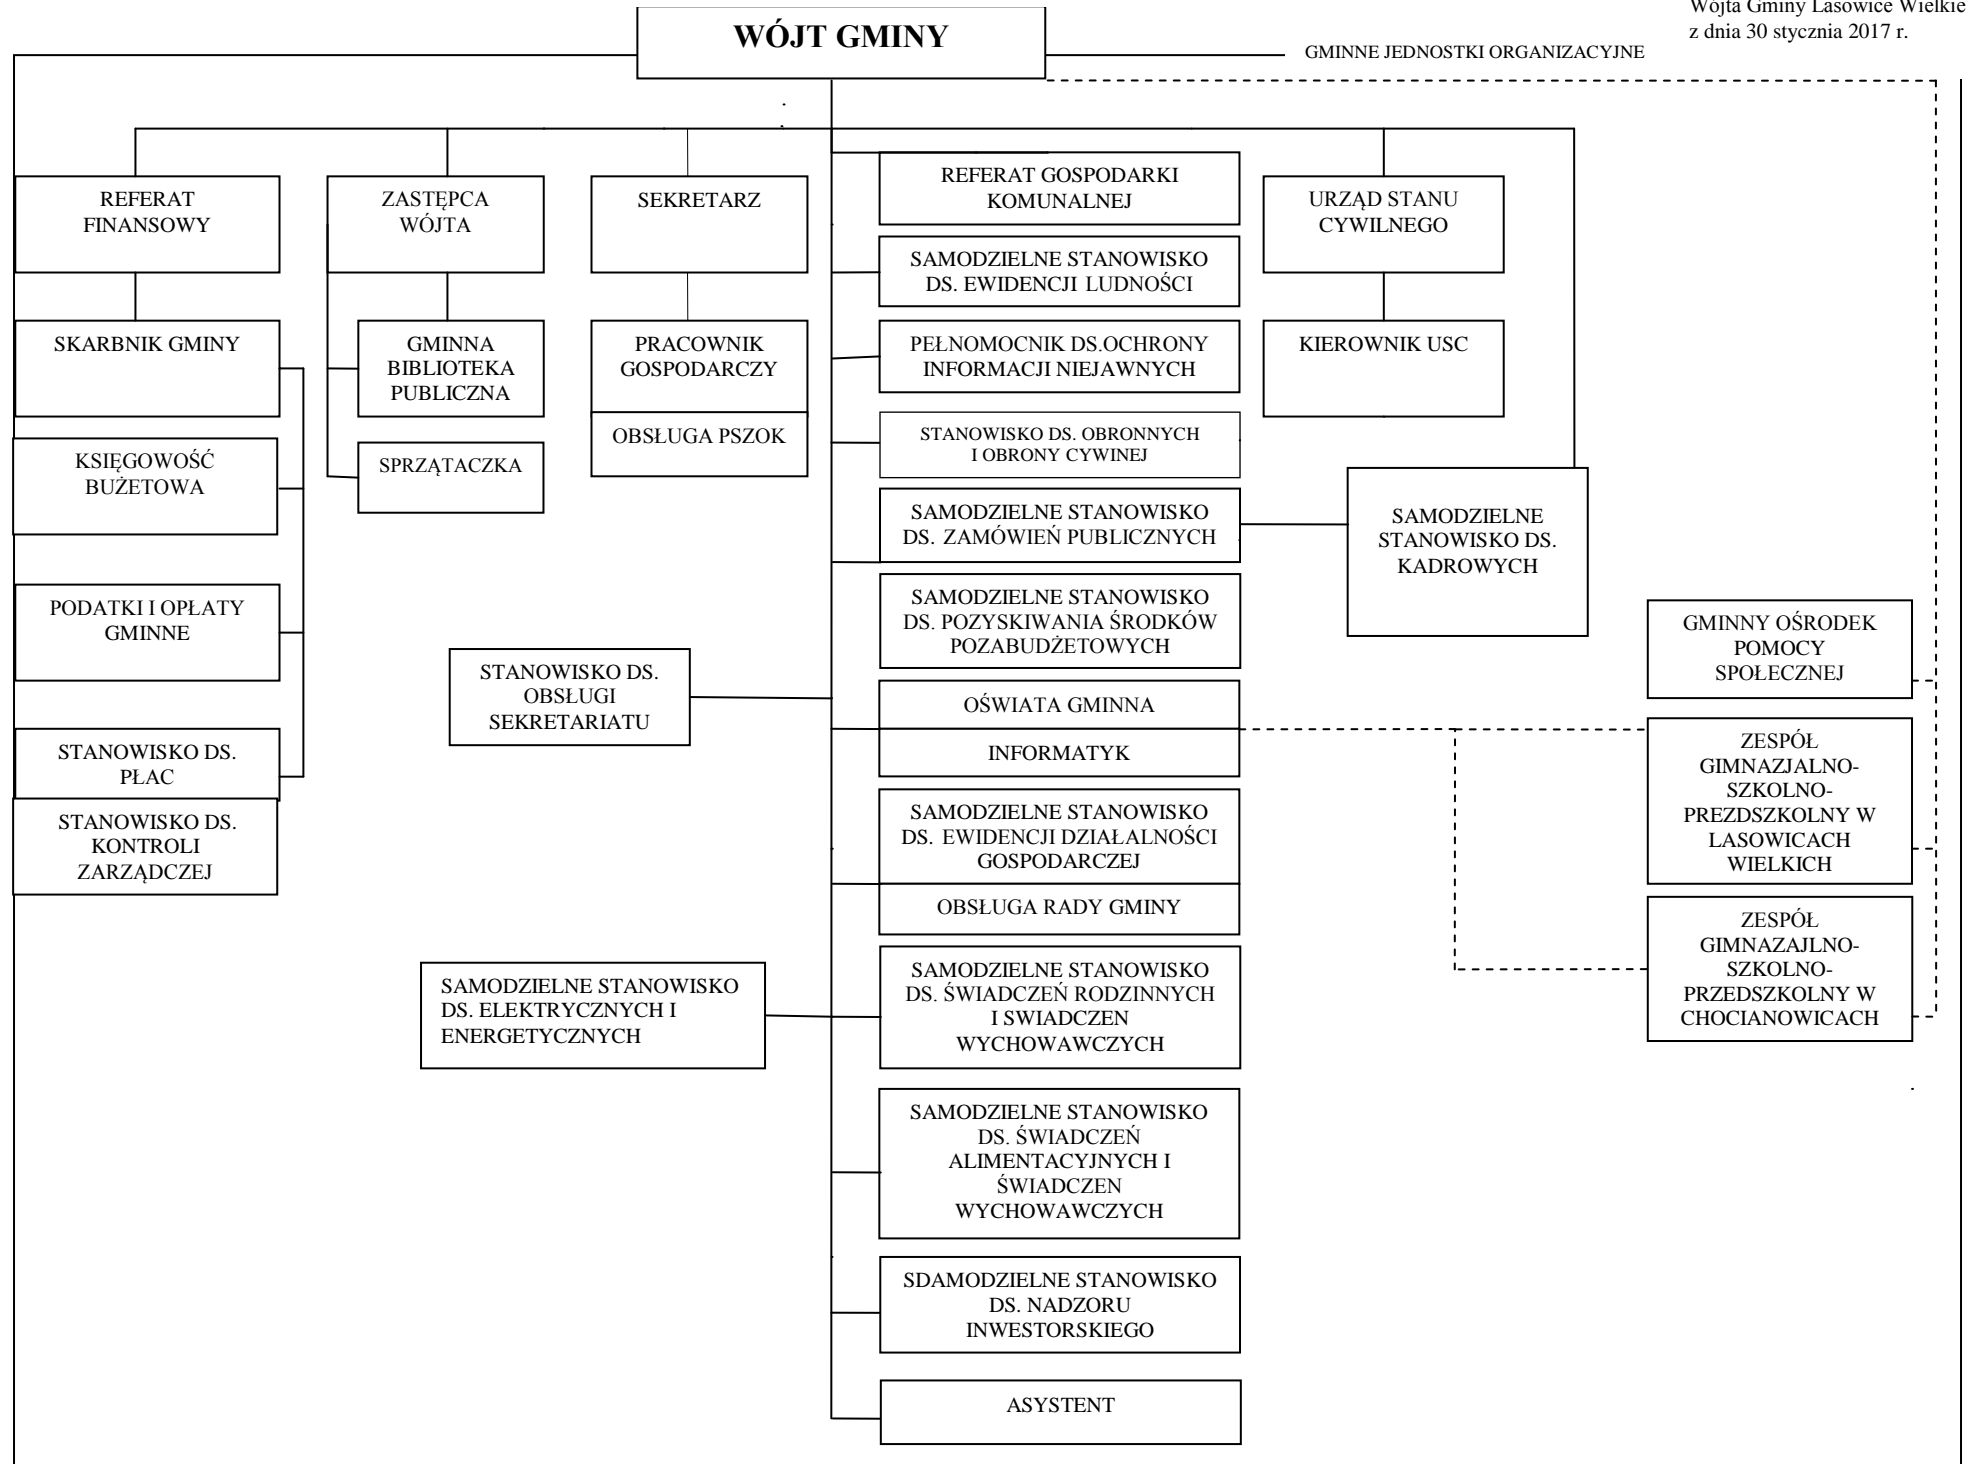 Wójta Gminy Lasowice Wielkie
z dnia 30 stycznia 2017 r.
WÓJT GMINY
GMINNE JEDNOSTKI ORGANIZACYJNE
REFERAT
FINANSOWY
ZASTĘPCA
WÓJTA
SEKRETARZ
REFERAT GOSPODARKI
KOMUNALNEJ
URZĄD STANU
CYWILNEGO
SAMODZIELNE STANOWISKO
DS. EWIDENCJI LUDNOŚCI
SKARBNIK GMINY
GMINNA
BIBLIOTEKA
PUBLICZNA
PRACOWNIK
GOSPODARCZY
PEŁNOMOCNIK DS.OCHRONY
INFORMACJI NIEJAWNYCH
KIEROWNIK USC
OBSŁUGA PSZOK
STANOWISKO DS. OBRONNYCH
I OBRONY CYWINEJ
KSIĘGOWOŚĆ
BUŻETOWA
SPRZĄTACZKA
SAMODZIELNE STANOWISKO
DS. ZAMÓWIEŃ PUBLICZNYCH
SAMODZIELNE
STANOWISKO DS.
KADROWYCH
PODATKI I OPŁATY
GMINNE
SAMODZIELNE STANOWISKO
DS. POZYSKIWANIA ŚRODKÓW
POZABUDŻETOWYCH
GMINNY OŚRODEK
POMOCY
SPOŁECZNEJ
STANOWISKO DS.
OBSŁUGI
SEKRETARIATU
OŚWIATA GMINNA
INFORMATYK
STANOWISKO DS.
PŁAC
ZESPÓŁ
GIMNAZJALNO-
SZKOLNO-
PREZDSZKOLNY W
LASOWICACH
WIELKICH
STANOWISKO DS.
KONTROLI
ZARZĄDCZEJ
SAMODZIELNE STANOWISKO
DS. EWIDENCJI DZIAŁALNOŚCI
GOSPODARCZEJ
OBSŁUGA RADY GMINY
ZESPÓŁ
GIMNAZAJLNO-
SZKOLNO-
PRZEDSZKOLNY W
CHOCIANOWICACH
SAMODZIELNE STANOWISKO
DS. ELEKTRYCZNYCH I
ENERGETYCZNYCH
SAMODZIELNE STANOWISKO
DS. ŚWIADCZEŃ RODZINNYCH
I SWIADCZEN
WYCHOWAWCZYCH
SAMODZIELNE STANOWISKO
DS. ŚWIADCZEŃ
ALIMENTACYJNYCH I
ŚWIADCZEN
WYCHOWAWCZYCH
SDAMODZIELNE STANOWISKO
DS. NADZORU
INWESTORSKIEGO
ASYSTENT